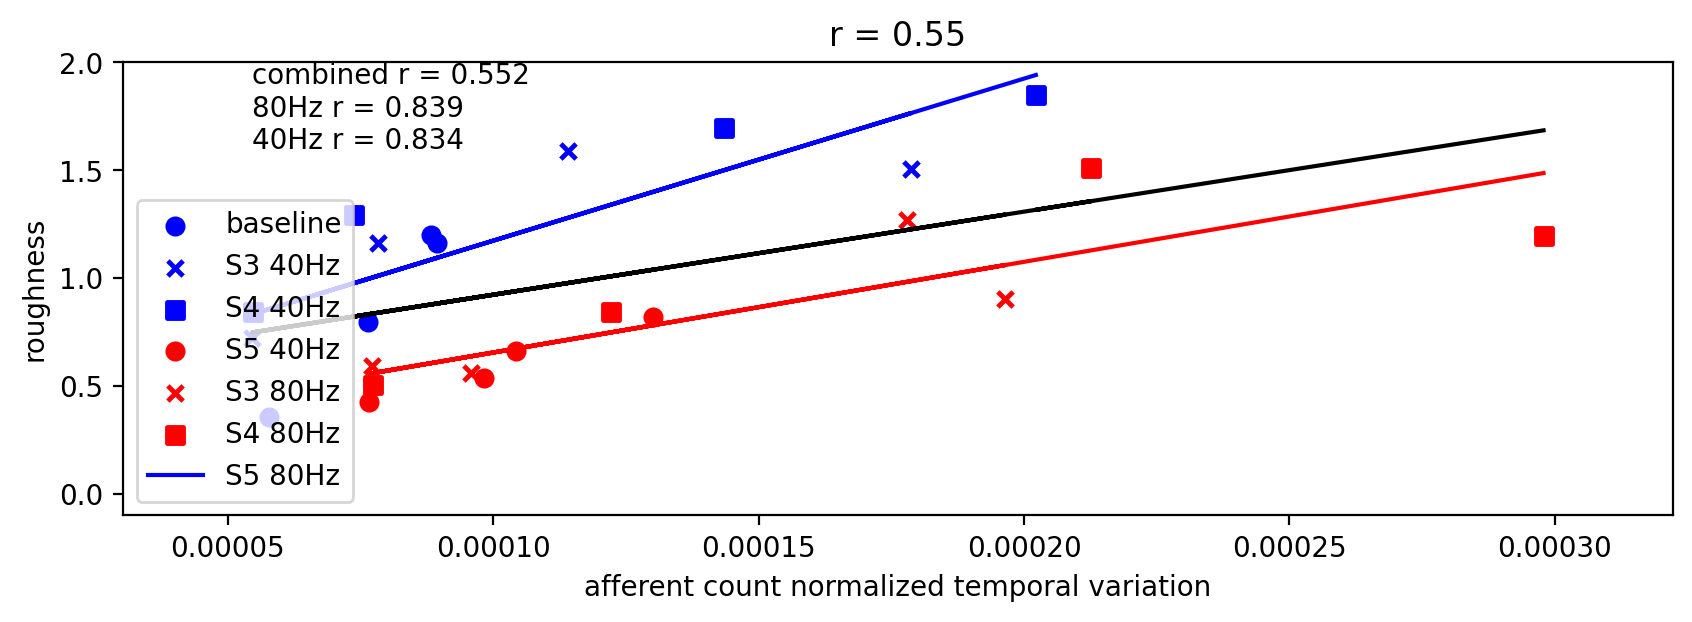 r = 0.55
combined r = 0.552
80Hz r = 0.839
40Hz r = 0.834
2.0
1.5
1.0
0.5
0.0
roughness
baseline
S3 40Hz
S4 40Hz
S5 40Hz
S3 80Hz
S4 80Hz
S5 80Hz
0.00005 0.00010 0.00015 0.00020 0.00025 0.00030
afferent count normalized temporal variation